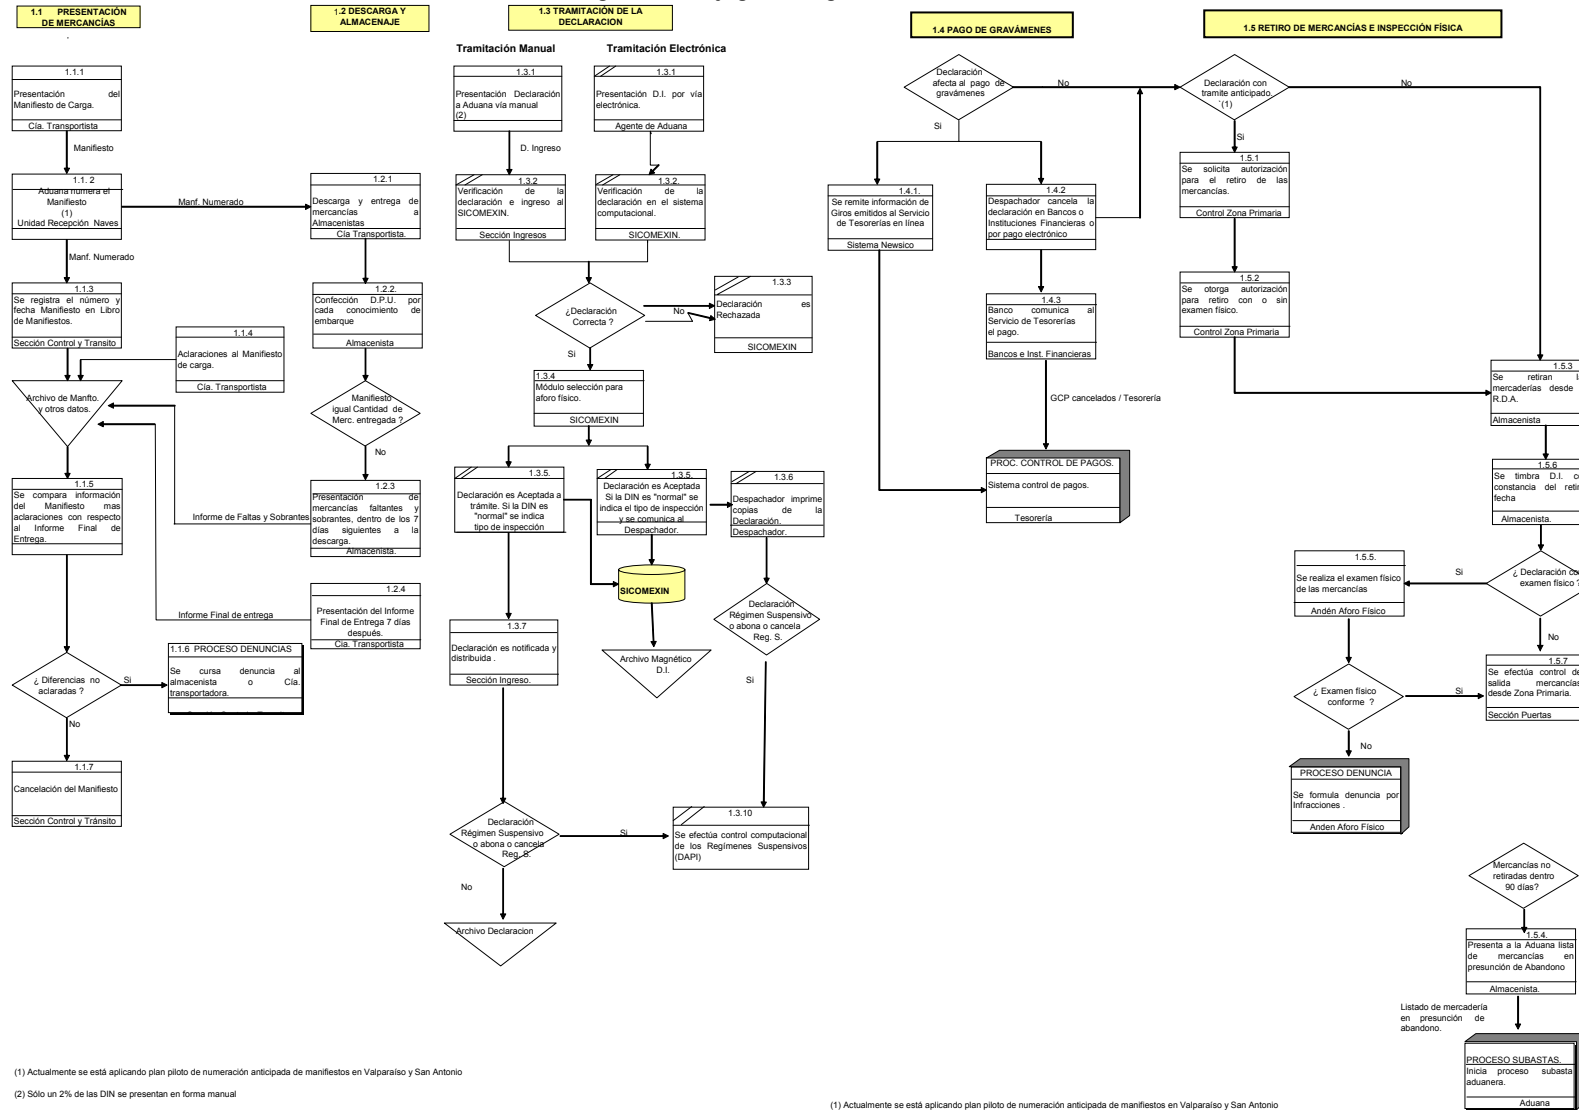 1.1 PRESENTACIÓN
DE MERCANCÍAS
1.1.1
Presentación del
Manifiesto de Carga.
Cía. Transportista
Manifiesto
1.1. 2
Aduana numera el
Manifiesto
(1)
Unidad Recepción Naves
Manf. Numerado
Manf. Numerado
1.1.3
Se registra el número y
fecha Manifiesto en Libro
de Manifiestos.
Sección Control y Transito
1.1.4
Aclaraciones al Manifiesto
de carga.
Cía. Transportista
Archivo de Manfto.
y otros datos.
1.1.5
Se compara información
del Manifiesto mas
aclaraciones con respecto
al Informe Final de
Entrega.
Informe de Faltas y Sobrantes
Informe Final de entrega
¿ Diferencias no
aclaradas ?
Si
1.1.6 PROCESO DENUNCIAS
Se cursa denuncia al
almacenista o Cía.
transportadora.
No
1.1.7
Cancelación del Manifiesto
Sección Control y Tránsito
1.2 DESCARGA Y
ALMACENAJE
1.2.1
Descarga y entrega de
mercancías a
Almacenistas
Cía Transportista.
1.2.2.
Confección D.P.U. por
cada conocimiento de
embarque
Almacenista
Manifiesto
igual Cantidad de
Merc. entregada ?
No
1.2.3
Presentación de
mercancías faltantes y
sobrantes, dentro de los 7
días siguientes a la
descarga.
Almacenista.
1.2.4
Presentación del Informe
Final de Entrega 7 días
después.
Cia. Transportista
1.3 TRAMITACIÓN DE LA
DECLARACION
Tramitación Manual
Tramitación Electrónica
1.3.1
Presentación Declaración
a Aduana vía manual
(2)
1.3.1
Presentación D.I. por vía
electrónica.
Agente de Aduana
D. Ingreso
1.3.2
Verificación de la
declaración e ingreso al
SICOMEXIN.
Sección Ingresos
1.3.2.
Verificación de la
declaración en el sistema
computacional.
SICOMEXIN.
¿Declaración
Correcta ?
No
1.3.3
Declaración es
Rechazada
SICOMEXIN
Si
1.3.4
Módulo selección para
aforo físico.
SICOMEXIN
1.3.5.
Declaración es Aceptada a
trámite. Si la DIN es
"normal" se indica
tipo de inspección
1.3.5.
Declaración es Aceptada
Si la DIN es "normal" se
indica el tipo de inspección
y se comunica al
Despachador.
1.3.6
Despachador imprime
copias de la
Declaración.
Despachador.
SICOMEXIN
Archivo Magnético
D.I.
Declaración
Régimen Suspensivo
o abona o cancela
Reg. S.
Si
1.3.7
Declaración es notificada y
distribuida .
Sección Ingreso.
Declaración
Régimen Suspensivo
o abona o cancela
Reg. S.
Si
1.3.10
Se efectúa control computacional
de los Regímenes Suspensivos
(DAPI)
No
Archivo Declaracion
1.4 PAGO DE GRAVÁMENES
Declaración
afecta al pago de
gravámenes
No
Si
1.4.1.
Se remite información de
Giros emitidos al Servicio
de Tesorerías en línea
Sistema Newsico
1.4.2
Despachador cancela la
declaración en Bancos o
Instituciones Financieras o
por pago electrónico
1.4.3
Banco comunica al
Servicio de Tesorerías
el pago.
Bancos e Inst. Financieras
GCP cancelados / Tesorería
PROC. CONTROL DE PAGOS.
Sistema control de pagos.
Tesorería
1.5 RETIRO DE MERCANCÍAS E INSPECCIÓN FÍSICA
Declaración con
tramite anticipado.
`(1)
No
Si
1.5.1
Se solicita autorización
para el retiro de las
mercancías.
Control Zona Primaria
1.5.2
Se otorga autorización
para retiro con o sin
examen físico.
Control Zona Primaria
1.5.3
Se retiran
mercaderías desde
R.D.A.
Almacenista
1.5.6
Se timbra D.I.
constancia del
fecha
Almacenista.
¿ Declaración
examen físico ?
Si
No
1.5.5.
Se realiza el examen físico
de las mercancías
Andén Aforo Físico
¿ Examen físico
conforme ?
Si
1.5.7
Se efectúa control de
salida mercancías
desde Zona Primaria.
Sección Puertas
No
PROCESO DENUNCIA
Se formula denuncia por
Infracciones .
Anden Aforo Físico
Mercancías no
retiradas dentro
90 días?
1.5.4.
Presenta a la Aduana lista
de mercancías en
presunción de Abandono
Almacenista.
Listado de mercadería
en presunción de
abandono.
PROCESO SUBASTAS.
Inicia proceso subasta
aduanera.
Aduana
(1) Actualmente se está aplicando plan piloto de numeración anticipada de manifiestos en Valparaíso y San Antonio
(2) Sólo un 2% de las DIN se presentan en forma manual
(1) Actualmente se está aplicando plan piloto de numeración anticipada de manifiestos en Valparaíso y San Antonio